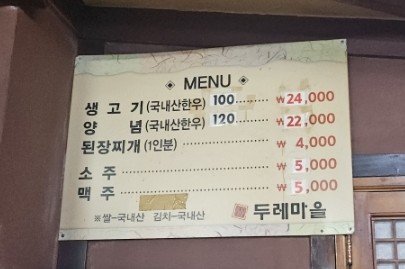 ◈ MENU ◈
생고기(국내산한우) 100 ₩24,000
양념(국내산한우) 120 ₩22,000
된장찌개(1인분) ₩4,000
소주 ₩5,000
맥주 ₩5,000
※쌀-국내산 김치-국내산 두레마을